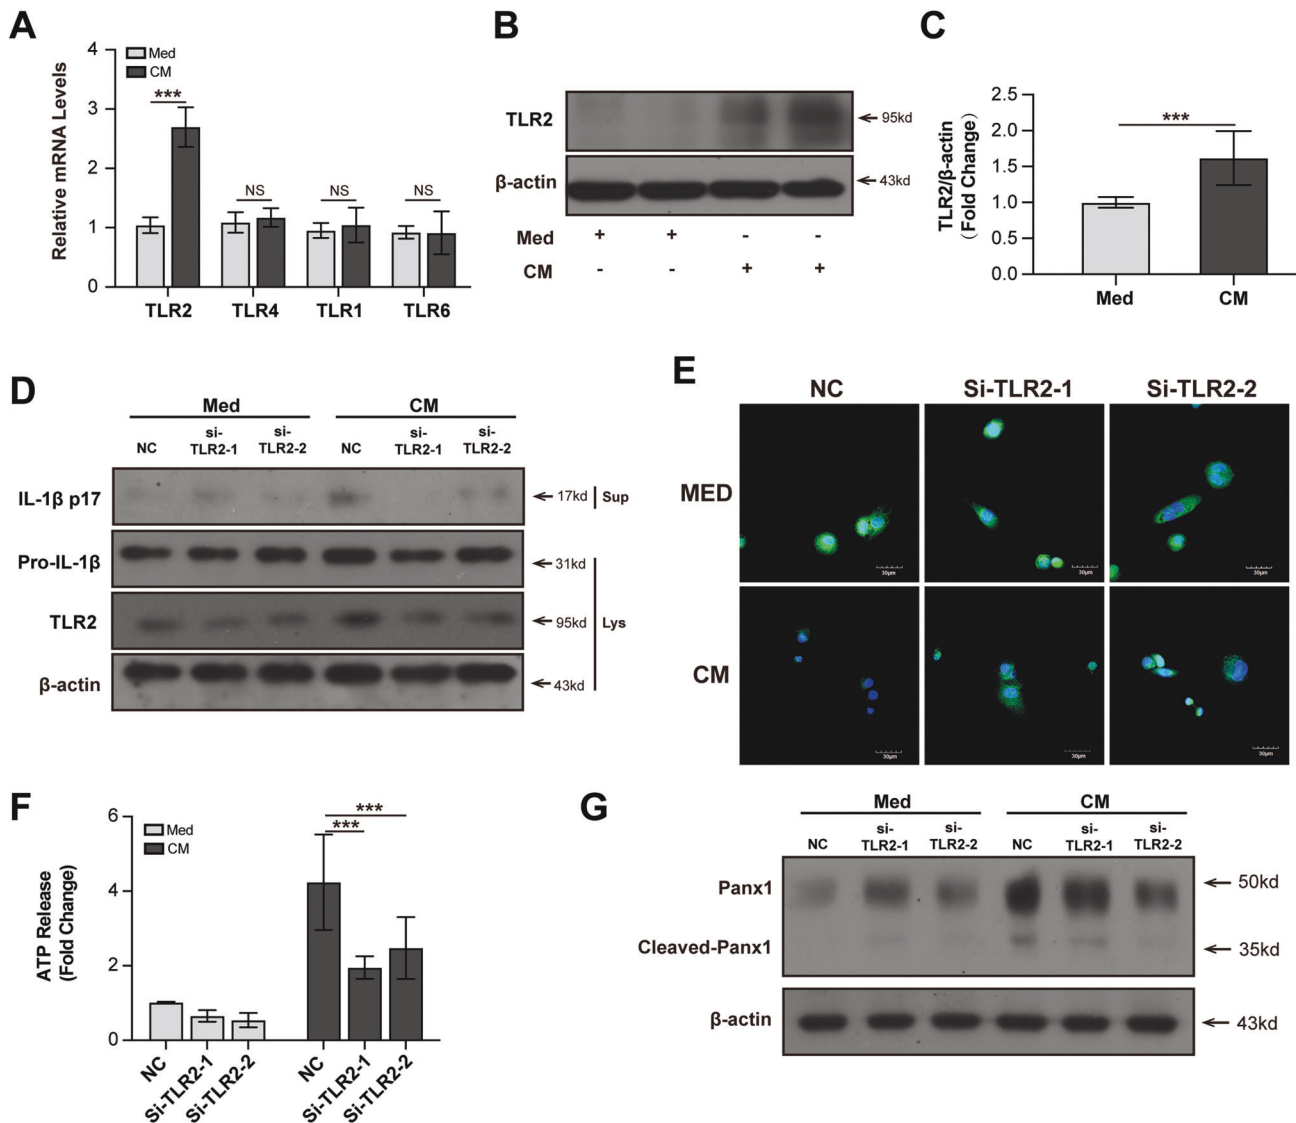 A
4
3
2
1
0
Relative mRNA Levels
Med
CM
***
NS
NS
NS
TLR2
TLR4
TLR1
TLR6
B
TLR2
95kd
β-actin
43kd
Med + + - -
CM - - + +
C
2.5
2.0
1.5
1.0
0.5
0.0
TLR2/β-actin
(Fold Change)
***
Med
CM
D
Med
CM
NC
si-
TLR2-1
si-
TLR2-2
NC
si-
TLR2-1
si-
TLR2-2
IL-1β p17
17kd
Sup
Pro-IL-1β
31kd
TLR2
95kd
Lys
β-actin
43kd
E
NC
Si-TLR2-1
Si-TLR2-2
MED
30μm
30μm
30μm
CM
30μm
30μm
30μm
F
6
4
2
0
ATP Release
(Fold Change)
Med
CM
***
***
NC
Si-TLR2-1
Si-TLR2-2
NC
Si-TLR2-1
Si-TLR2-2
G
Med
CM
NC
si-
TLR2-1
si-
TLR2-2
NC
si-
TLR2-1
si-
TLR2-2
Panx1
50kd
Cleaved-Panx1
35kd
β-actin
43kd